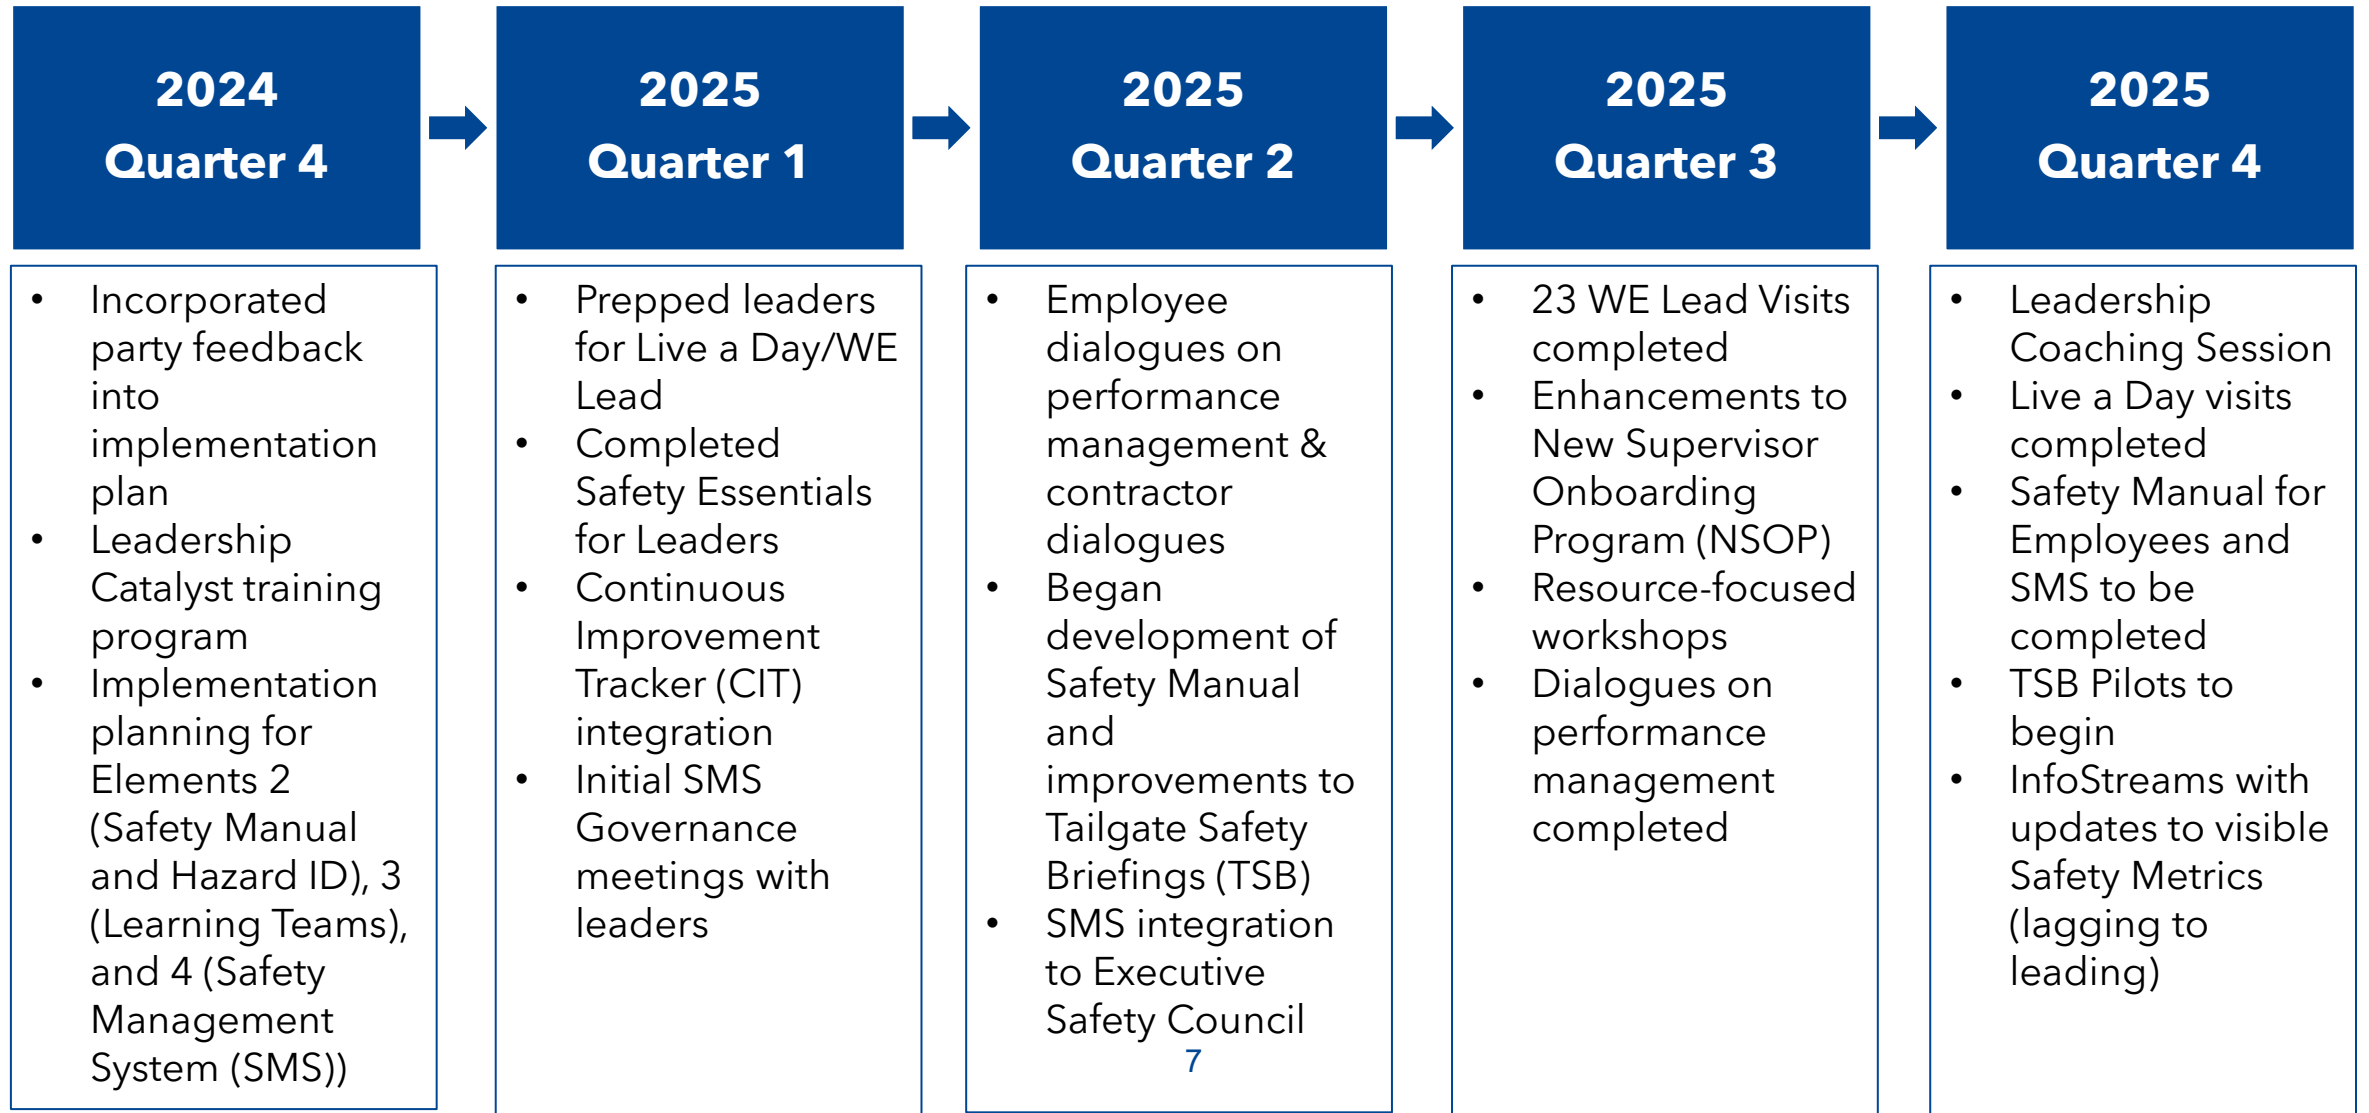 2024
Quarter 4
• Incorporated
party feedback
into
implementation
plan
• Leadership
Catalyst training
program
• Implementation
planning for
Elements 2
(Safety Manual
and Hazard ID), 3
(Learning Teams),
and 4 (Safety
Management
System (SMS))
2025
Quarter 1
• Prepped leaders
for Live a Day/WE
Lead
• Completed
Safety Essentials
for Leaders
• Continuous
Improvement
Tracker (CIT)
integration
• Initial SMS
Governance
meetings with
leaders
2025
Quarter 2
• Employee
dialogues on
performance
management &
contractor
dialogues
• Began
development of
Safety Manual
and
improvements to
Tailgate Safety
Briefings (TSB)
• SMS integration
to Executive
Safety Council
7
2025
Quarter 3
• 23 WE Lead Visits
completed
• Enhancements to
New Supervisor
Onboarding
Program (NSOP)
• Resource-focused
workshops
• Dialogues on
performance
management
completed
2025
Quarter 4
• Leadership
Coaching Session
• Live a Day visits
completed
• Safety Manual for
Employees and
SMS to be
completed
• TSB Pilots to
begin
• InfoStreams with
updates to visible
Safety Metrics
(lagging to
leading)